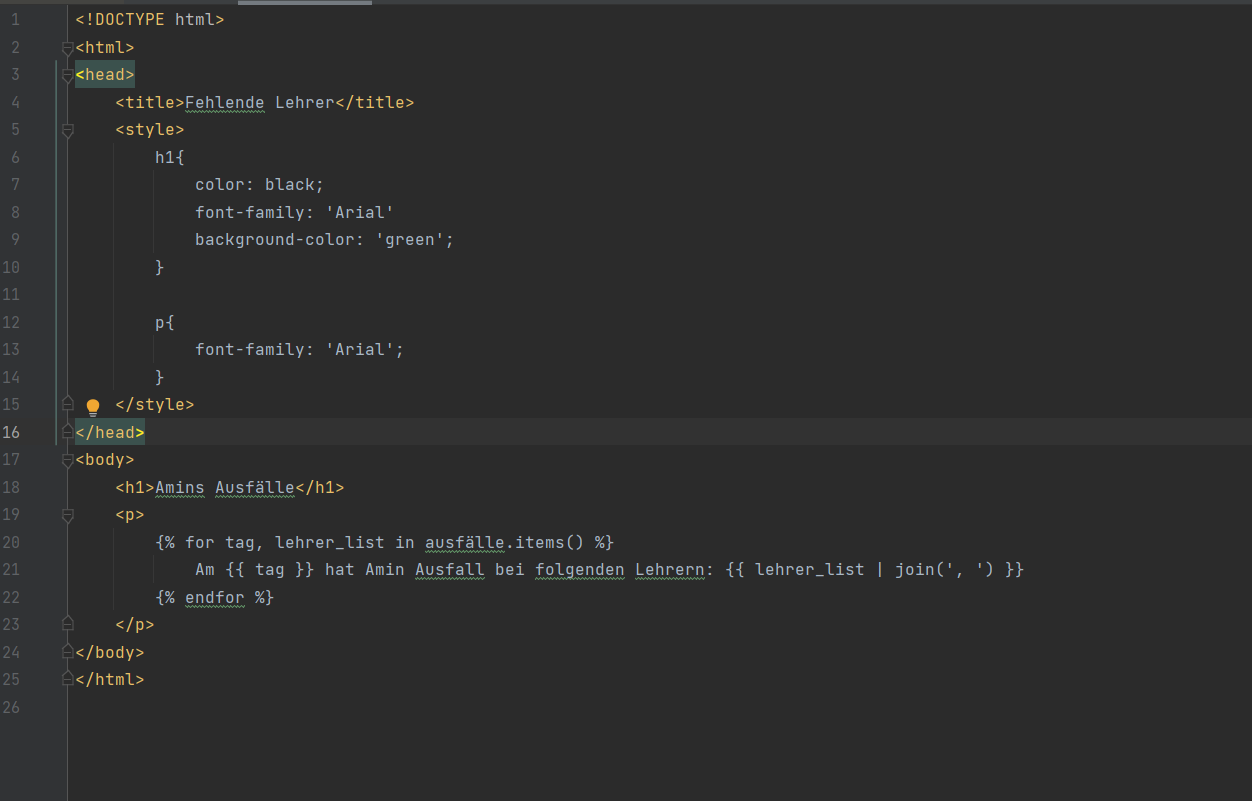 1 <!DOCTYPE html>
2 <html>
3 <head>
4     <title>Fehlende Lehrer</title>
5     <style>
6         h1{
7             color: black;
8             font-family: 'Arial'
9             background-color: 'green';
10         }
11
12         p{
13             font-family: 'Arial';
14         }
15     </style>
16 </head>
17 <body>
18     <h1>Amins Ausfälle</h1>
19     <p>
20         {% for tag, lehrer_list in ausfälle.items() %}
21             Am {{ tag }} hat Amin Ausfall bei folgenden Lehrern: {{ lehrer_list | join(', ') }}
22         {% endfor %}
23     </p>
24 </body>
25 </html>
26